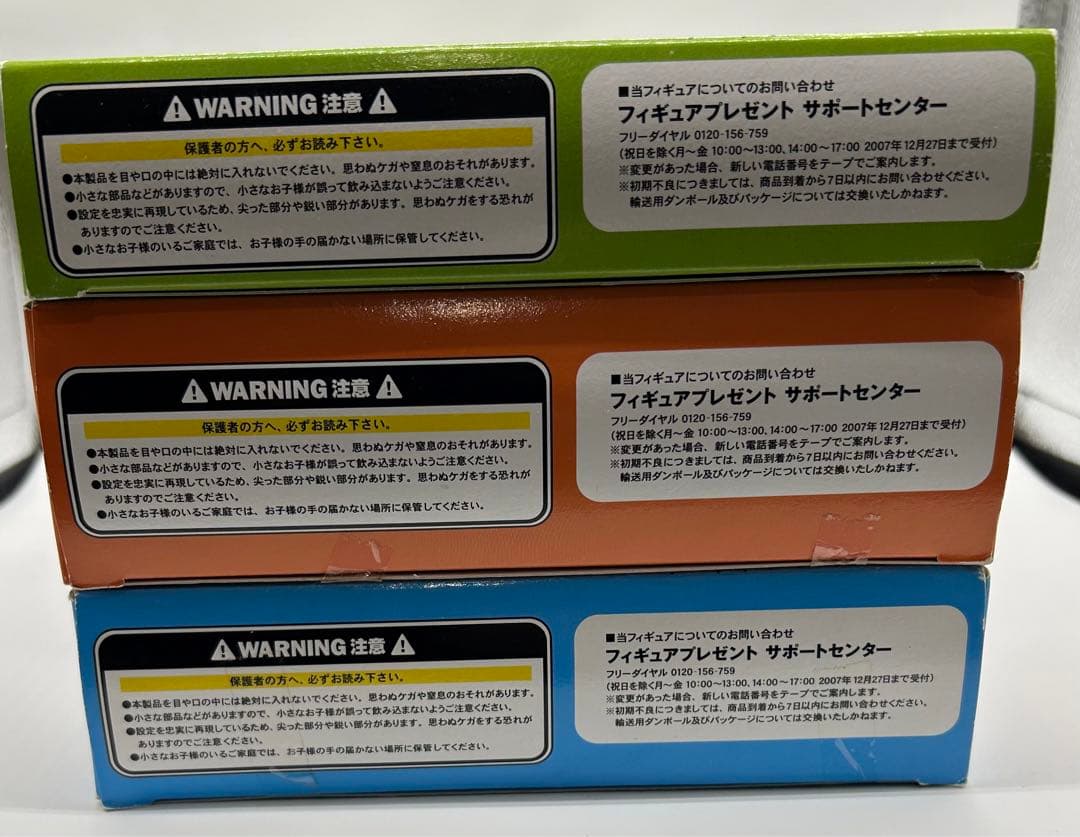 ⚠WARNING 注意⚠
保護者の方へ、必ずお読み下さい。
●本製品を目や口の中には絶対に入れないでください。思わぬケガや窒息のおそれがあります。
●小さな部品などがありますので、小さなお子様が誤って飲み込まないようご注意ください。
●設定を忠実に再現しているため、尖った部分や鋭い部分があります。思わぬケガをする恐れが
ありますのでご注意ください。
●小さなお子様のいるご家庭では、お子様の手の届かない場所に保管してください。
■当フィギュアについてのお問い合わせ
フィギュアプレゼント サポートセンター
フリーダイヤル 0120-156-759
(祝日を除く月〜金 10:00〜13:00、14:00〜17:00 2007年 12月27日まで受付)
※変更があった場合、新しい電話番号をテープでご案内します。
※初期不良につきましては、商品到着から7日以内にお問い合わせください。
輸送用ダンボール及びパッケージについては交換いたしかねます。
⚠WARNING 注意⚠
保護者の方へ、必ずお読み下さい。
●本製品を目や口の中には絶対に入れないでください。思わぬケガや窒息のおそれがあります。
●小さな部品などがありますので、小さなお子様が誤って飲み込まないようご注意ください。
●設定を忠実に再現しているため、尖った部分や鋭い部分があります。思わぬケガをする恐れが
ありますのでご注意ください。
●小さなお子様のいるご家庭では、お子様の手の届かない場所に保管してください。
■当フィギュアについてのお問い合わせ
フィギュアプレゼント サポートセンター
フリーダイヤル 0120-156-759
(祝日を除く月〜金 10:00〜13:00、14:00〜17:00 2007年 12月27日まで受付)
※変更があった場合、新しい電話番号をテープでご案内します。
※初期不良につきましては、商品到着から7日以内にお問い合わせください。
輸送用ダンボール及びパッケージについては交換いたしかねます。
⚠WARNING 注意⚠
保護者の方へ、必ずお読み下さい。
●本製品を目や口の中には絶対に入れないでください。思わぬケガや窒息のおそれがあります。
●小さな部品などがありますので、小さなお子様が誤って飲み込まないようご注意ください。
●設定を忠実に再現しているため、尖った部分や鋭い部分があります。思わぬケガをする恐れが
ありますのでご注意ください。
●小さなお子様のいるご家庭では、お子様の手の届かない場所に保管してください。
■当フィギュアについてのお問い合わせ
フィギュアプレゼント サポートセンター
フリーダイヤル 0120-156-759
(祝日を除く月〜金 10:00〜13:00、14:00〜17:00 2007年 12月27日まで受付)
※変更があった場合、新しい電話番号をテープでご案内します。
※初期不良につきましては、商品到着から7日以内にお問い合わせください。
輸送用ダンボール及びパッケージについては交換いたしかねます。